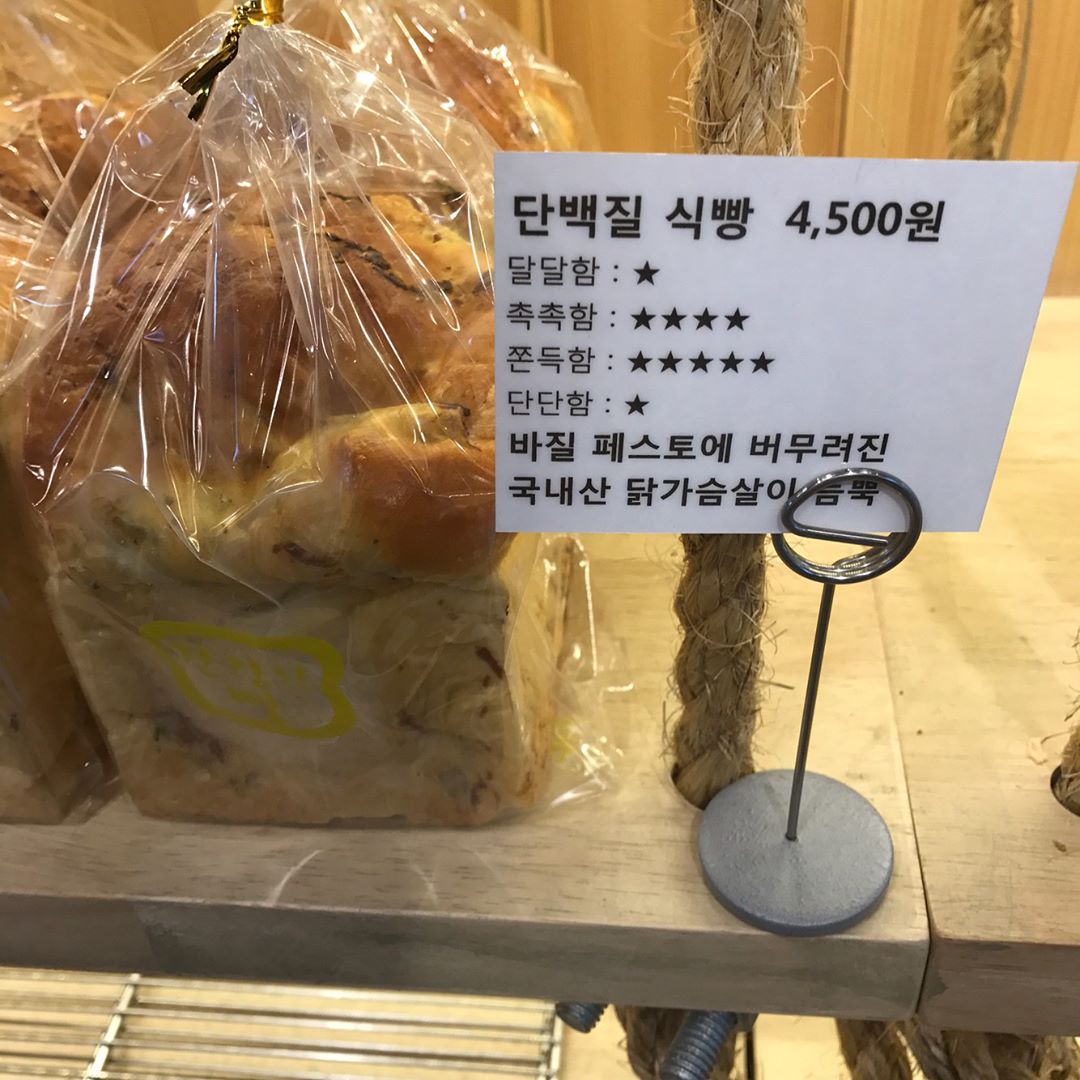 단백질 식빵 4,500원
달달함 : ★
촉촉함 : ★★★★
쫀득함 : ★★★★★
단단함 : ★
바질 페스토에 버무려진
국내산 닭가슴살이 듬뿍